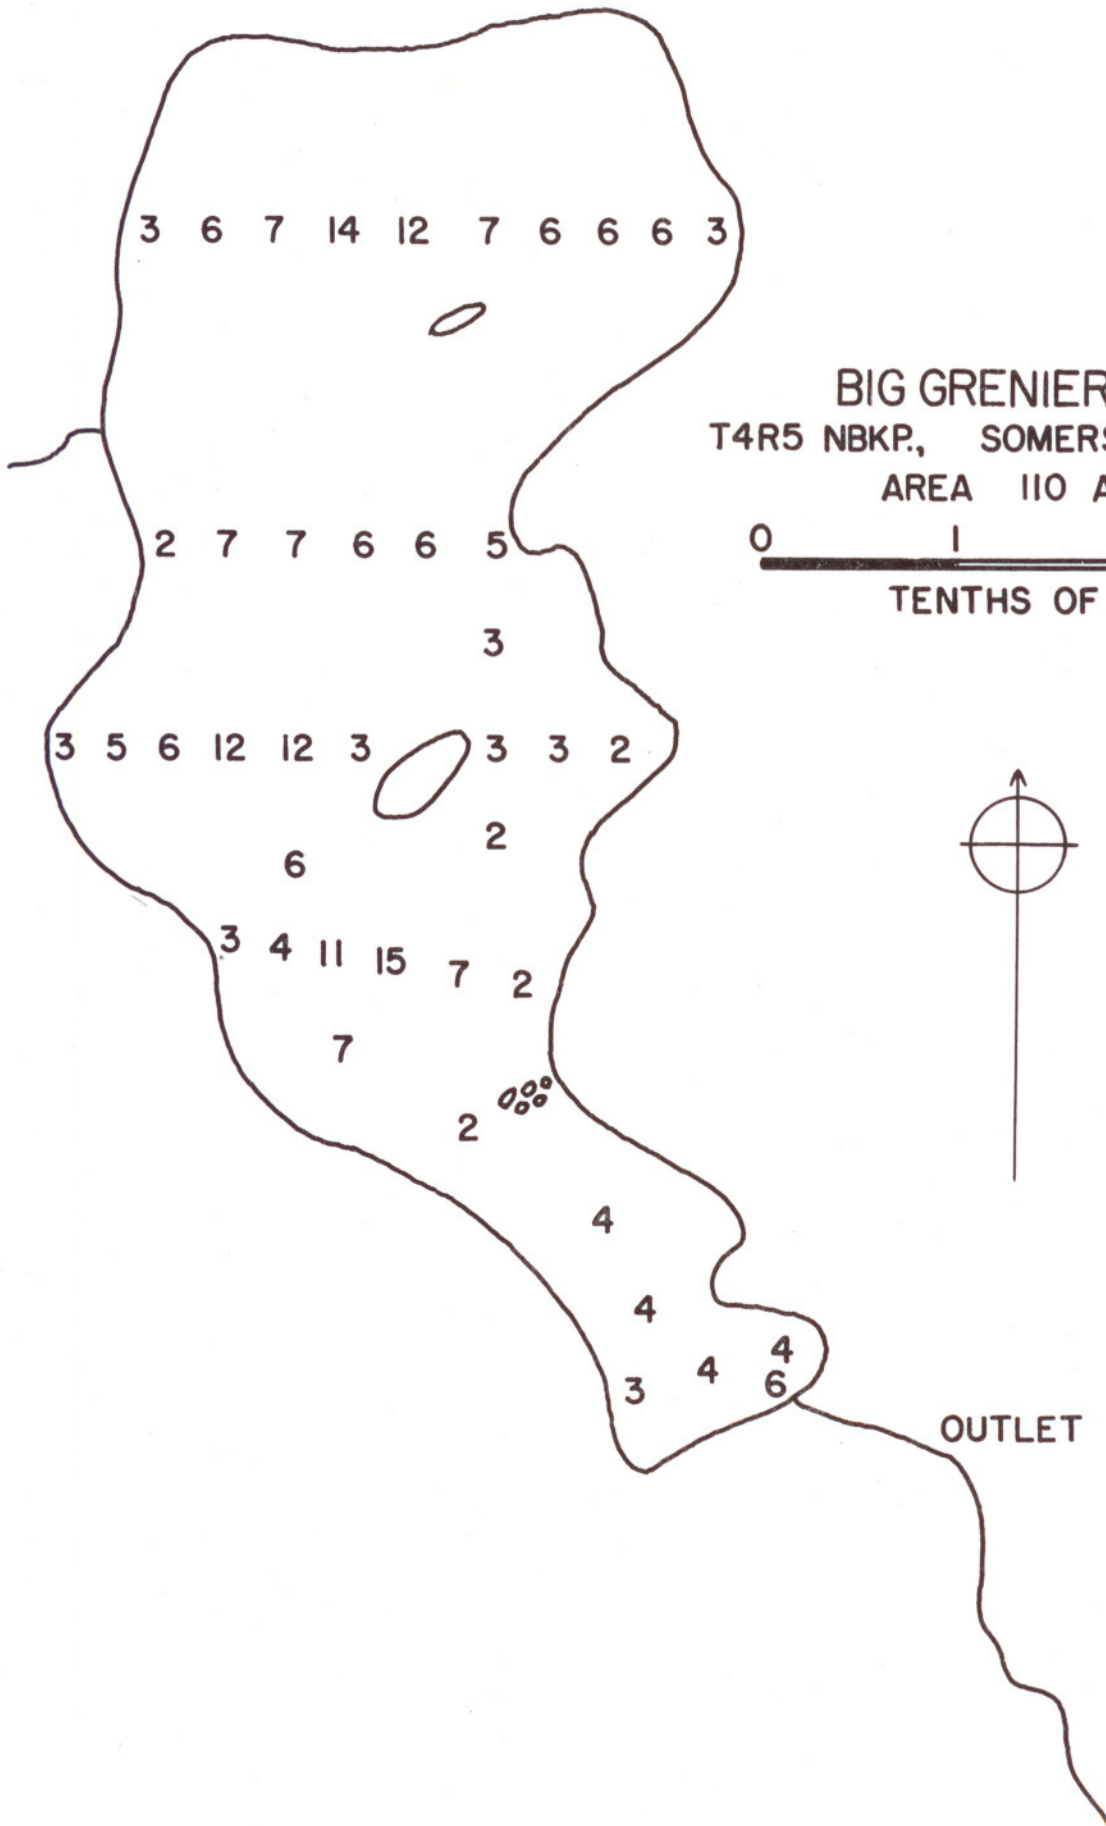 3 6 7 14 12 7 6 6 6 3
BIG GRENIER
T4R5 NBKP., SOMERS
AREA 110 A
0 1
TENTHS OF
2 7 7 6 6 5
3
3 5 6 12 12 3 3 3 2
2
6
3 4 11 15 7 2
7
2
4
4
4
3 4 6
OUTLET